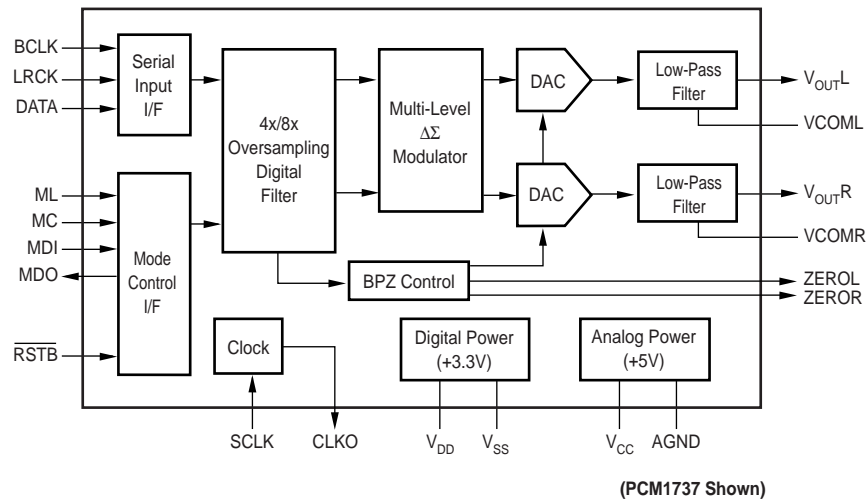 BCLK
LRCK
DATA
Serial
Input
I/F
4x/8x
Oversampling
Digital
Filter
Multi-Level
ΔΣ
Modulator
DAC
Low-Pass
Filter
VOUTL
VCOML
DAC
Low-Pass
Filter
VOUTR
VCOMR
ML
MC
MDI
MDO
RSTB
Mode
Control
I/F
BPZ Control
ZEROL
ZEROR
Clock
Digital Power
(+3.3V)
Analog Power
(+5V)
SCLK
CLKO
VDD
VSS
VCC
AGND
(PCM1737 Shown)